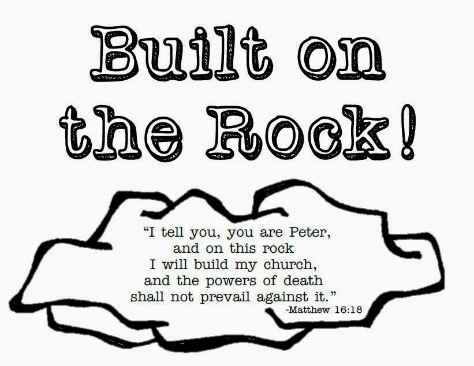 Built on
the Rock!
“I tell you, you are Peter,
and on this rock
I will build my church,
and the powers of death
shall not prevail against it.”
-Matthew 16:18